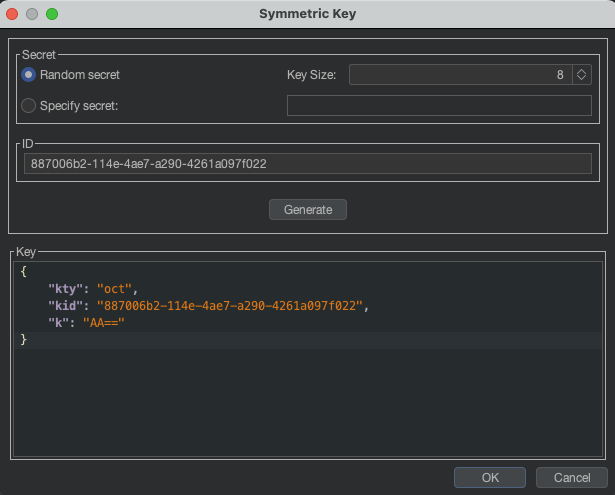 Symmetric Key
Secret
Random secret
Key Size:
8
Specify secret:
ID
887006b2-114e-4ae7-a290-4261a097f022
Generate
Key
{
    "kty": "oct",
    "kid": "887006b2-114e-4ae7-a290-4261a097f022",
    "k": "AA=="
}
OK
Cancel